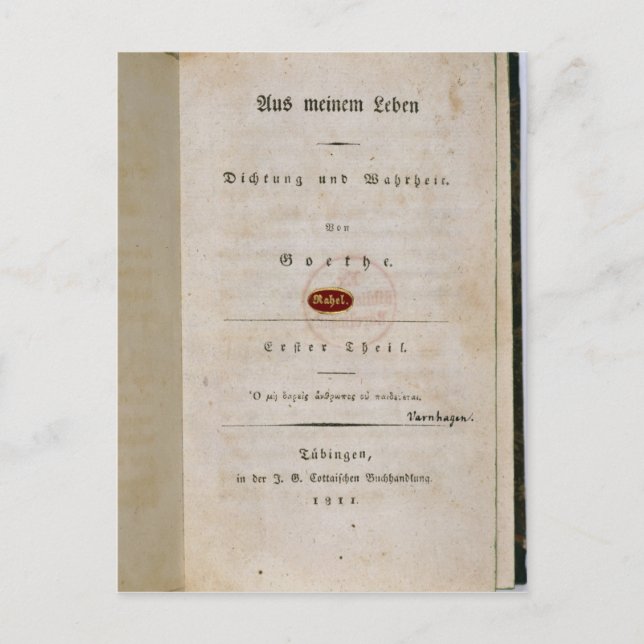 Aus meinem Leben
Dichtung und Wahrheit.
Von
Goethe.
Rahel.
Erster Theil.
Ὁ μὴ δαρεὶς ἄνθρωπος οὐ παιδεύεται.
Varnhagen.
Tübingen,
in der J. G. Cottaischen Buchhandlung.
1811.